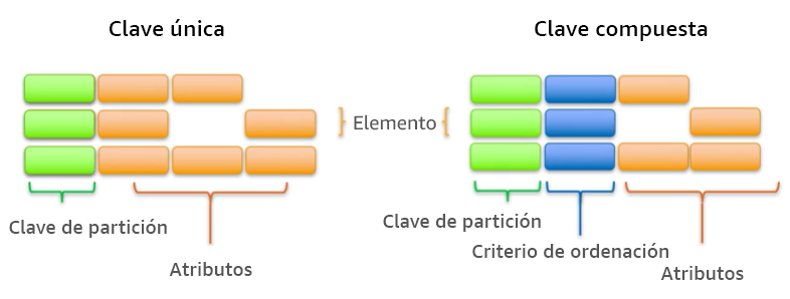 Clave única
Clave compuesta
Elemento
Clave de partición
Atributos
Clave de partición
Criterio de ordenación
Atributos